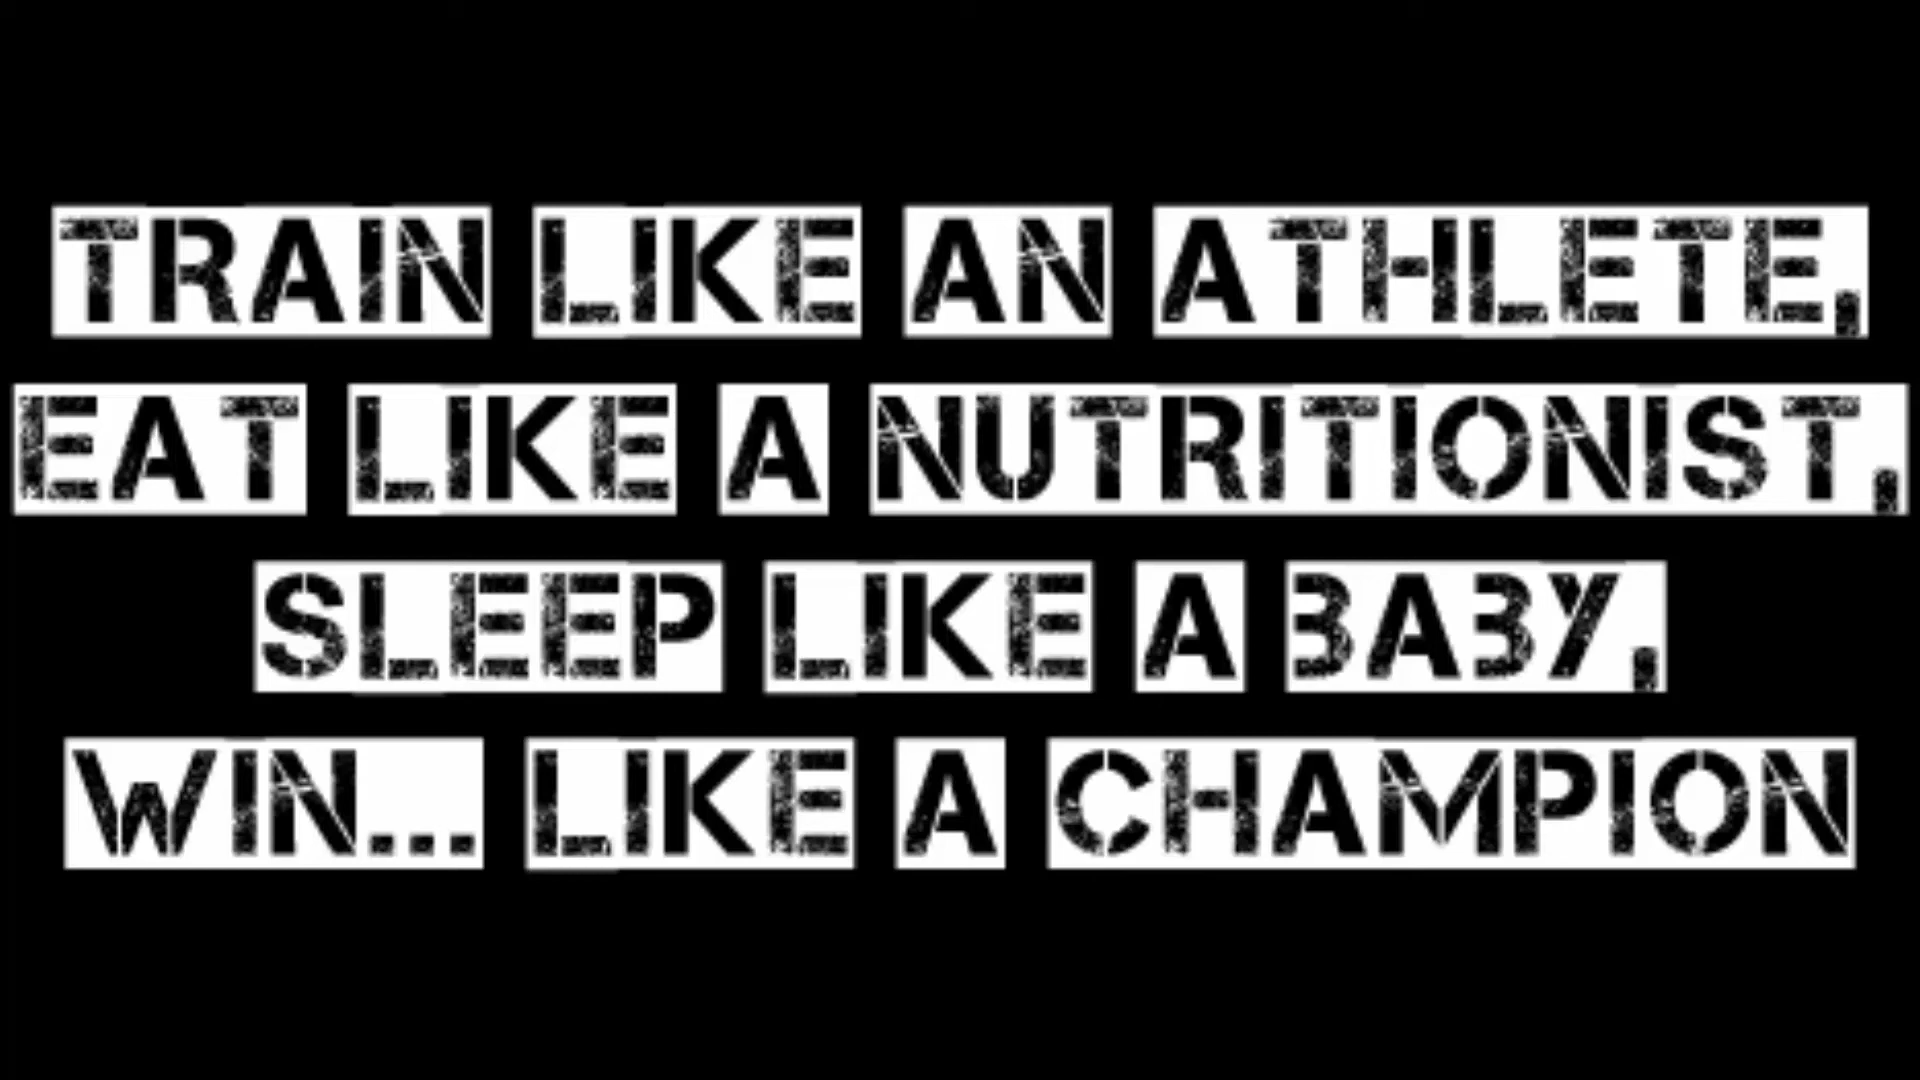 TRAIN LIKE AN ATHLETE,
EAT LIKE A NUTRITIONIST,
SLEEP LIKE A BABY,
WIN... LIKE A CHAMPION